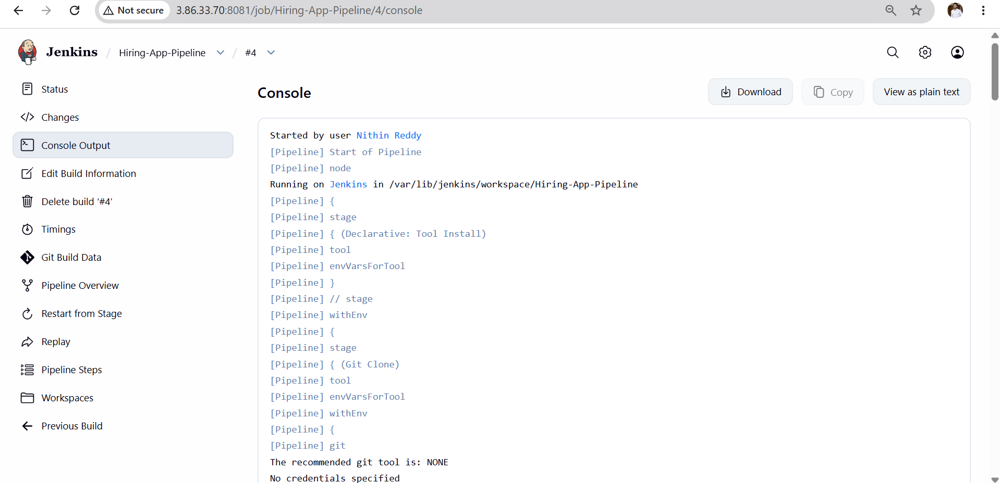 Not secure 3.86.33.70:8081/job/Hiring-App-Pipeline/4/console
Jenkins / Hiring-App-Pipeline / #4
Status
Changes
Console Output
Edit Build Information
Delete build ‘#4’
Timings
Git Build Data
Pipeline Overview
Restart from Stage
Replay
Pipeline Steps
Workspaces
Previous Build
Console
Download
Copy
View as plain text
Started by user Nithin Reddy
[Pipeline] Start of Pipeline
[Pipeline] node
Running on Jenkins in /var/lib/jenkins/workspace/Hiring-App-Pipeline
[Pipeline] {
[Pipeline] stage
[Pipeline] { (Declarative: Tool Install)
[Pipeline] tool
[Pipeline] envVarsForTool
[Pipeline] }
[Pipeline] // stage
[Pipeline] withEnv
[Pipeline] {
[Pipeline] stage
[Pipeline] { (Git Clone)
[Pipeline] tool
[Pipeline] envVarsForTool
[Pipeline] withEnv
[Pipeline] {
[Pipeline] git
The recommended git tool is: NONE
No credentials specified